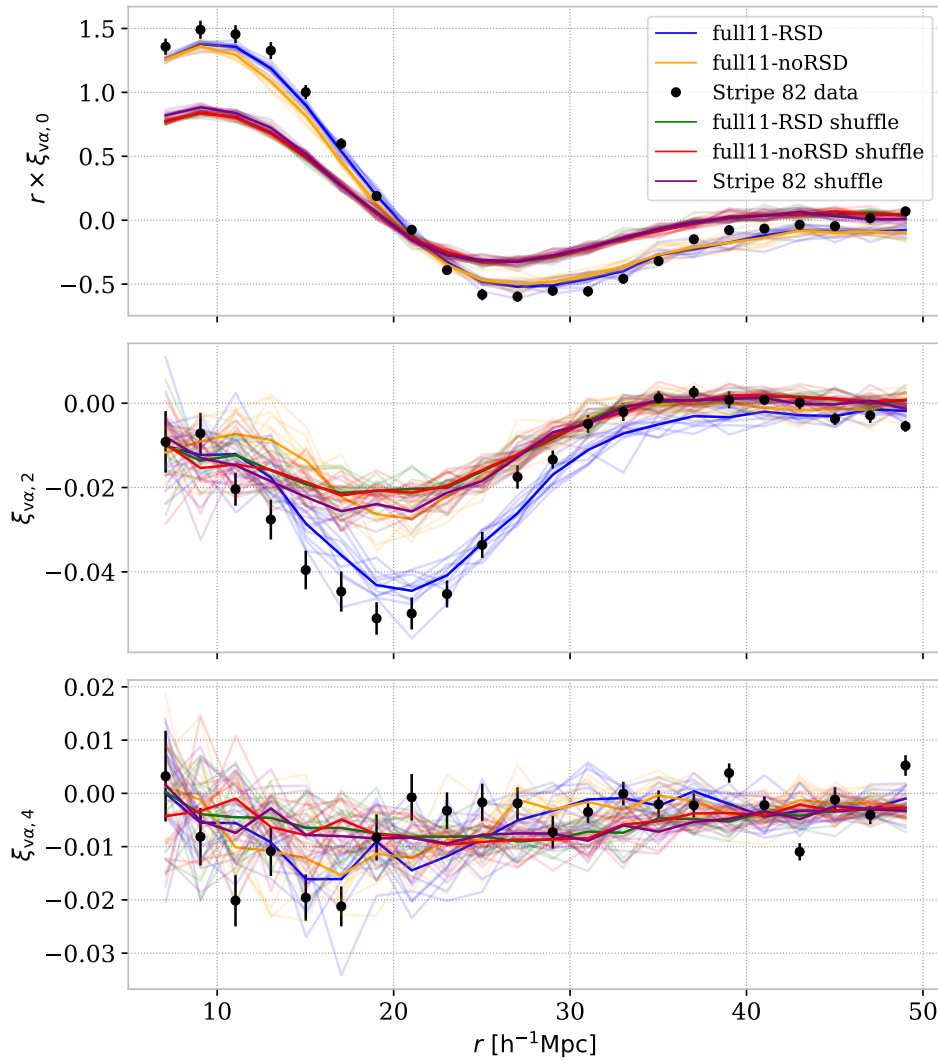 1.5
1.0
0.5
0.0
−0.5
r × ξvα,0
full11-RSD
full11-noRSD
Stripe 82 data
full11-RSD shuffle
full11-noRSD shuffle
Stripe 82 shuffle
0.00
−0.02
−0.04
ξvα,2
0.02
0.01
0.00
−0.01
−0.02
−0.03
ξvα,4
10 20 30 40 50
r [h⁻¹Mpc]